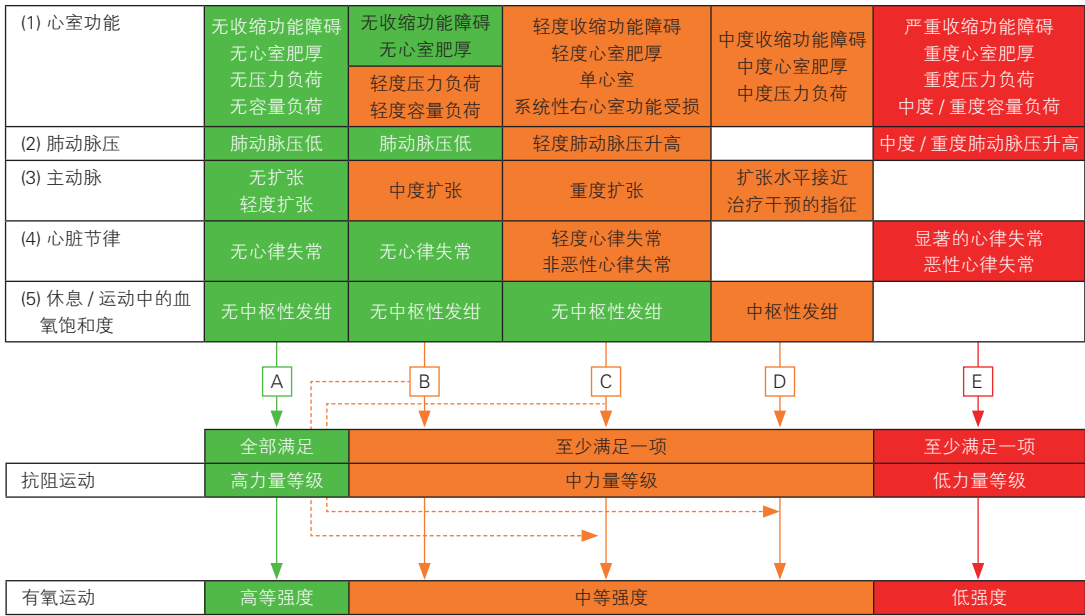 (1) 心室功能
无收缩功能障碍
无心室肥厚
无压力负荷
无容量负荷
无收缩功能障碍
无心室肥厚
轻度压力负荷
轻度容量负荷
轻度收缩功能障碍
轻度心室肥厚
单心室
系统性右心室功能受损
中度收缩功能障碍
中度心室肥厚
中度压力负荷
严重收缩功能障碍
重度心室肥厚
重度压力负荷
中度 / 重度容量负荷
(2) 肺动脉压
肺动脉压低
肺动脉压低
轻度肺动脉压升高
中度 / 重度肺动脉压升高
(3) 主动脉
无扩张
轻度扩张
中度扩张
重度扩张
扩张水平接近
治疗干预的指征
(4) 心脏节律
无心律失常
无心律失常
轻度心律失常
非恶性心律失常
显著的心律失常
恶性心律失常
(5) 休息 / 运动中的血
氧饱和度
无中枢性发绀
无中枢性发绀
无中枢性发绀
中枢性发绀
A
B
C
D
E
全部满足
至少满足一项
至少满足一项
抗阻运动
高力量等级
中力量等级
低力量等级
有氧运动
高等强度
中等强度
低强度